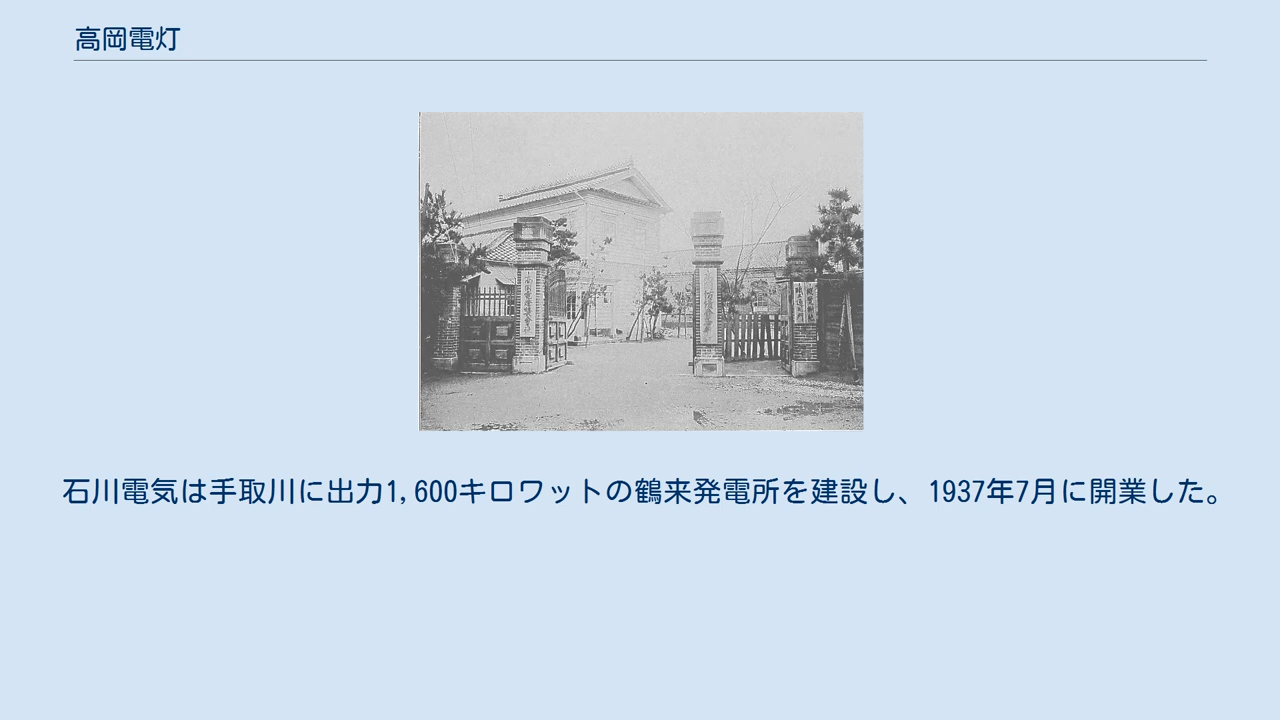 高岡電灯
石川電気は手取川に出力1,600キロワットの鶴来発電所を建設し、1937年7月に開業した。